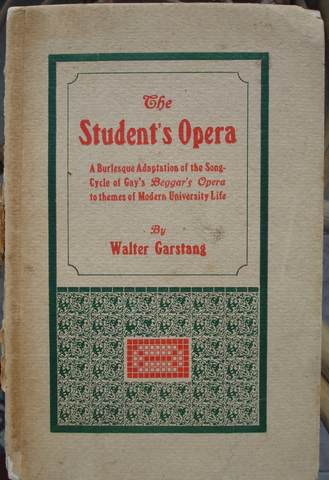 The
Student's Opera
A Burlesque Adaptation of the Song-
Cycle of Gay's Beggar's Opera
to themes of Modern University Life
By
Walter Garstang